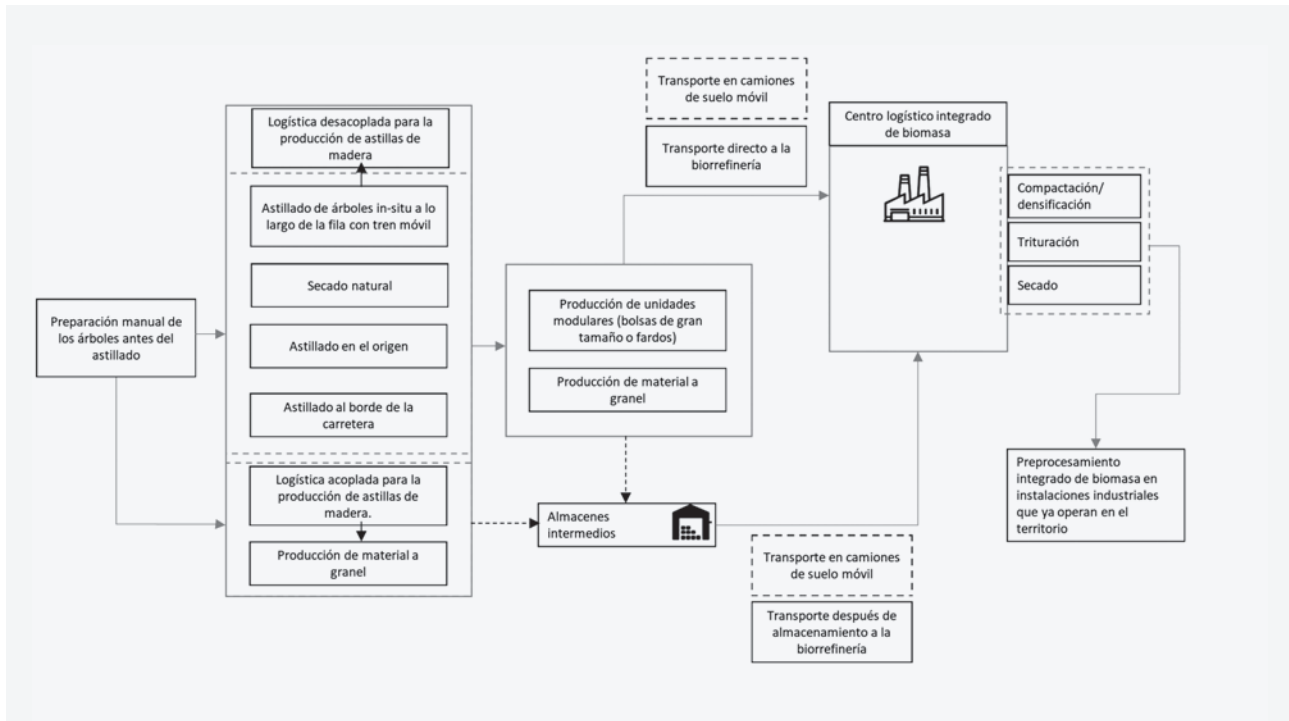 Preparación manual de
los árboles antes del
astillado
Logística desacoplada para la
producción de astillas de
madera
Astillado de árboles in-situ a lo
largo de la fila con tren móvil
Secado natural
Astillado en el origen
Astillado al borde de la
carretera
Logística acoplada para la
producción de astillas de
madera.
Producción de material a
granel
Producción de unidades
modulares (bolsas de gran
tamaño o fardos)
Producción de material a
granel
Almacenes
intermedios
Transporte en camiones
de suelo móvil
Transporte directo a la
biorrefinería
Transporte en camiones
de suelo móvil
Transporte después de
almacenamiento a la
biorrefinería
Centro logístico integrado
de biomasa
Compactación/
densificación
Trituración
Secado
Preprocesamiento
integrado de biomasa en
instalaciones industriales
que ya operan en el
territorio